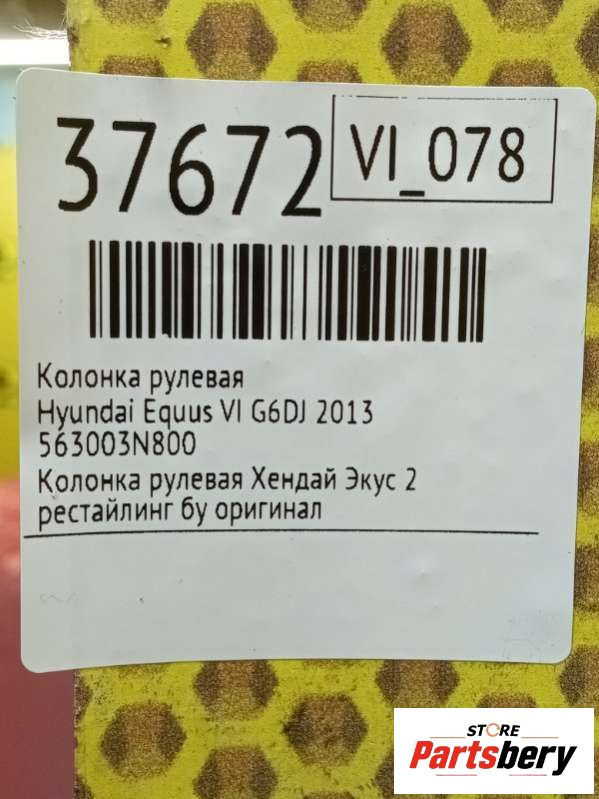 37672
VI_078
Колонка рулевая
Hyundai Equus VI G6DJ 2013
563003N800
Колонка рулевая Хендай Экус 2
рестайлинг бу оригинал
STORE
Partsbery